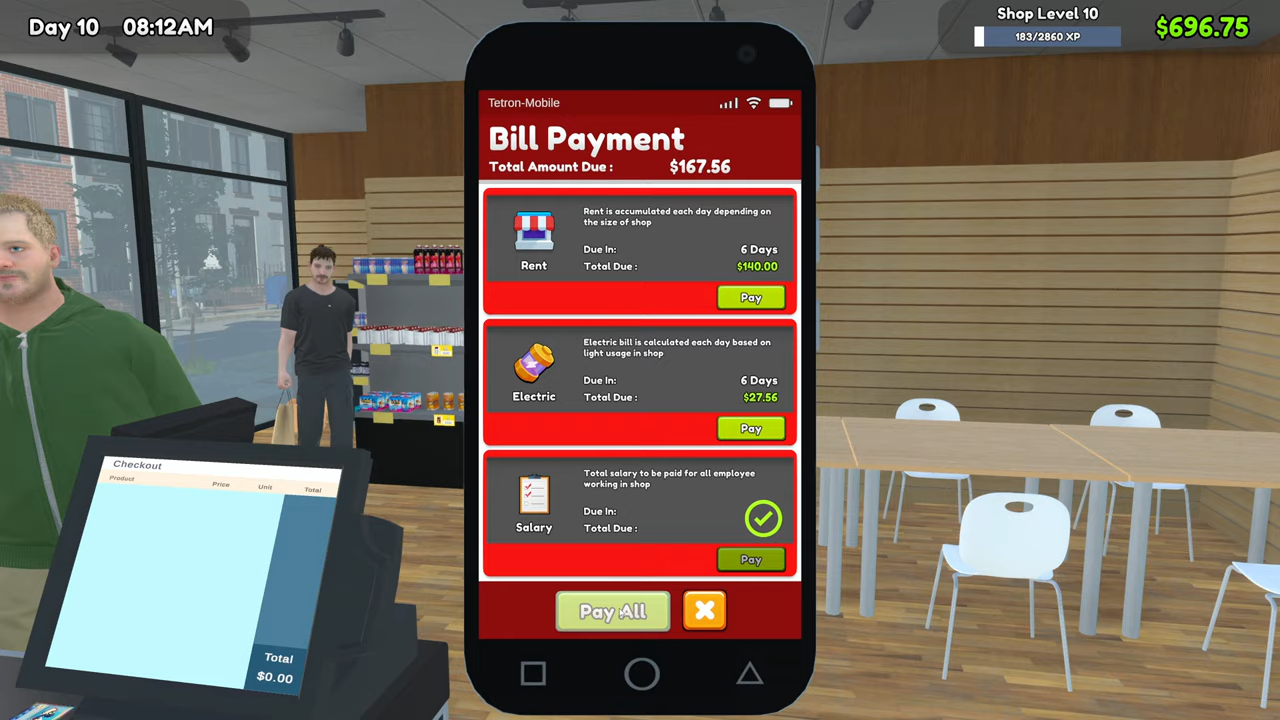 Day 10 08:12AM
Shop Level 10
183/2860 XP
$696.75
Tetron-Mobile
Bill Payment
Total Amount Due : $167.56
Rent is accumulated each day depending on
the size of shop
Due In: 6 Days
Total Due : $140.00
Rent
Pay
Electric bill is calculated each day based on
light usage in shop
Due In: 6 Days
Total Due : $27.56
Electric
Pay
Total salary to be paid for all employee
working in shop
Due In:
Total Due :
Salary
Pay
Pay All
Checkout
Product Price Unit Total
Total
$0.00